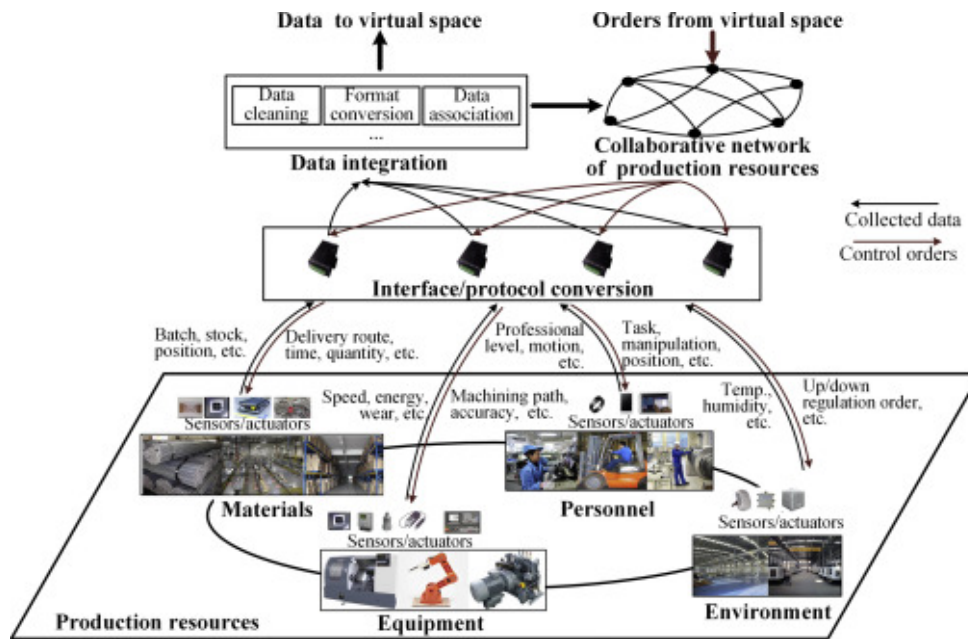 Data to virtual space
Orders from virtual space
Data
cleaning
Format
conversion
Data
association
...
Data integration
Collaborative network
of production resources
Collected data
Control orders
Interface/protocol conversion
Batch, stock,
position, etc.
Delivery route,
time, quantity, etc.
Professional
level, motion,
etc.
Task,
manipulation,
position, etc.
Speed, energy,
wear, etc.
Machining path,
accuracy, etc.
Temp.,
humidity,
etc.
Up/down
regulation order,
etc.
Sensors/actuators
Materials
Sensors/actuators
Personnel
Sensors/actuators
Equipment
Sensors/actuators
Environment
Production resources